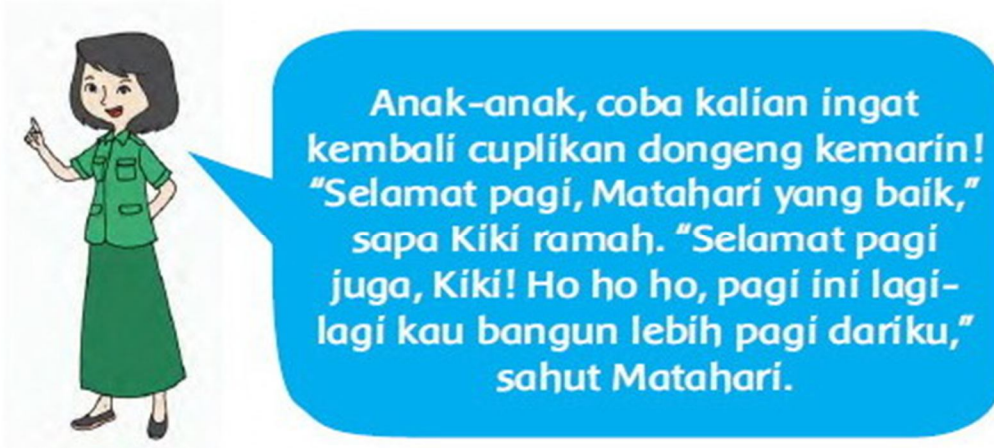 Anak-anak, coba kalian ingat
kembali cuplikan dongeng kemarin!
“Selamat pagi, Matahari yang baik,”
sapa Kiki ramah. “Selamat pagi
juga, Kiki! Ho ho ho, pagi ini lagi-
lagi kau bangun lebih pagi dariku,”
sahut Matahari.